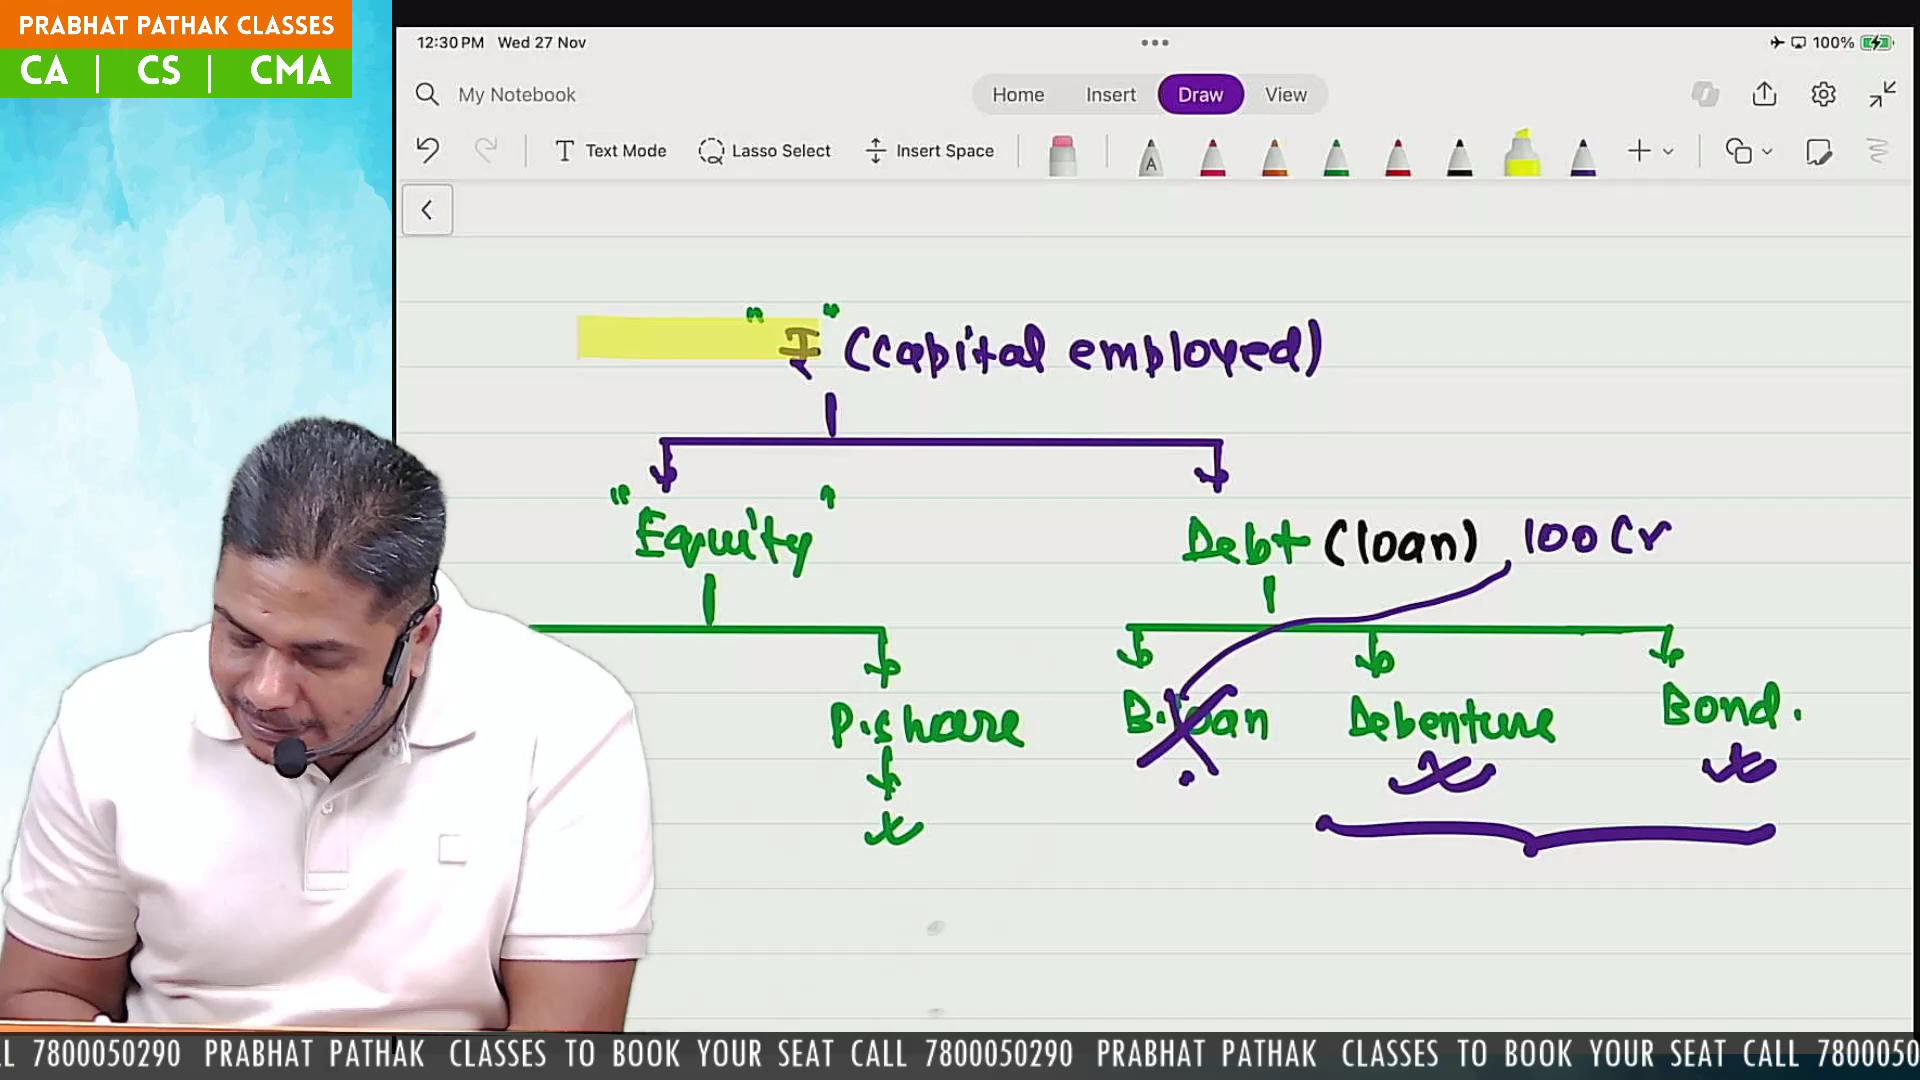 PRABHAT PATHAK CLASSES
CA | CS | CMA
12:30 PM Wed 27 Nov
100%
My Notebook
Home Insert Draw View
Text Mode Lasso Select Insert Space
A
"₹" (Capital employed)
"Equity" Debt (loan) 100 Cr
P. Share B. loan Debenture Bond.
LL 7800050290 PRABHAT PATHAK CLASSES TO BOOK YOUR SEAT CALL 7800050290 PRABHAT PATHAK CLASSES TO BOOK YOUR SEAT CALL 7800050